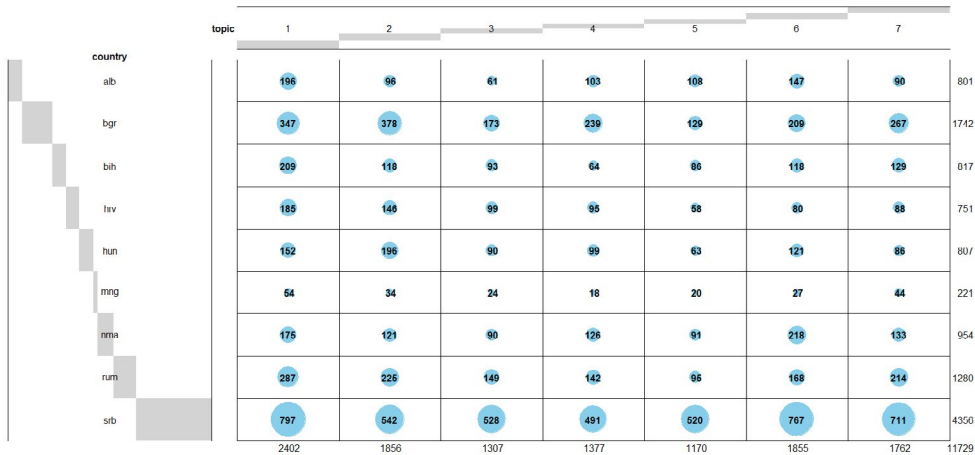 topic 1 2 3 4 5 6 7
country
alb 196 96 61 103 108 147 90 801
bgr 347 378 173 239 129 209 267 1742
bih 209 118 93 64 86 118 129 817
hrv 185 146 99 95 58 80 88 751
hun 152 196 90 99 63 121 86 807
mng 54 34 24 18 20 27 44 221
nma 175 121 90 126 91 218 133 954
rum 287 225 149 142 95 168 214 1280
srb 797 542 528 491 520 767 711 4356
2402 1856 1307 1377 1170 1855 1762 11729